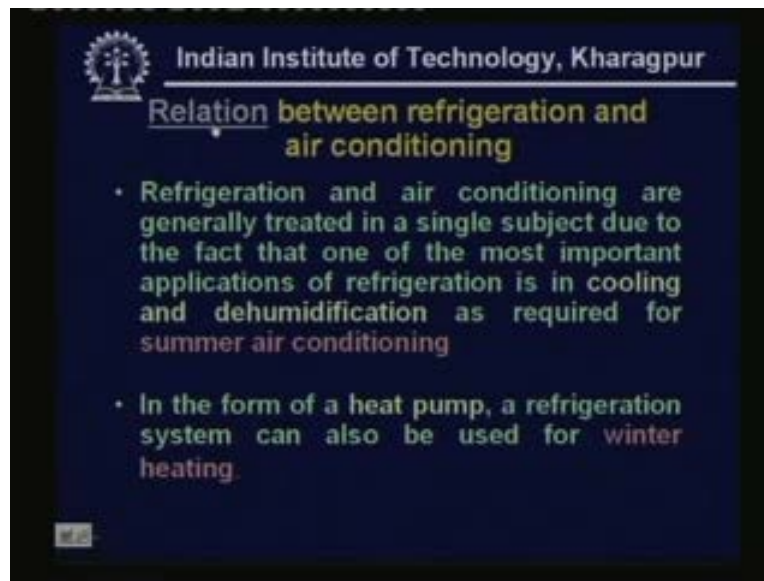 Indian Institute of Technology, Kharagpur
Relation between refrigeration and
air conditioning
• Refrigeration and air conditioning are
generally treated in a single subject due to
the fact that one of the most important
applications of refrigeration is in cooling
and dehumidification as required for
summer air conditioning
• In the form of a heat pump, a refrigeration
system can also be used for winter
heating.